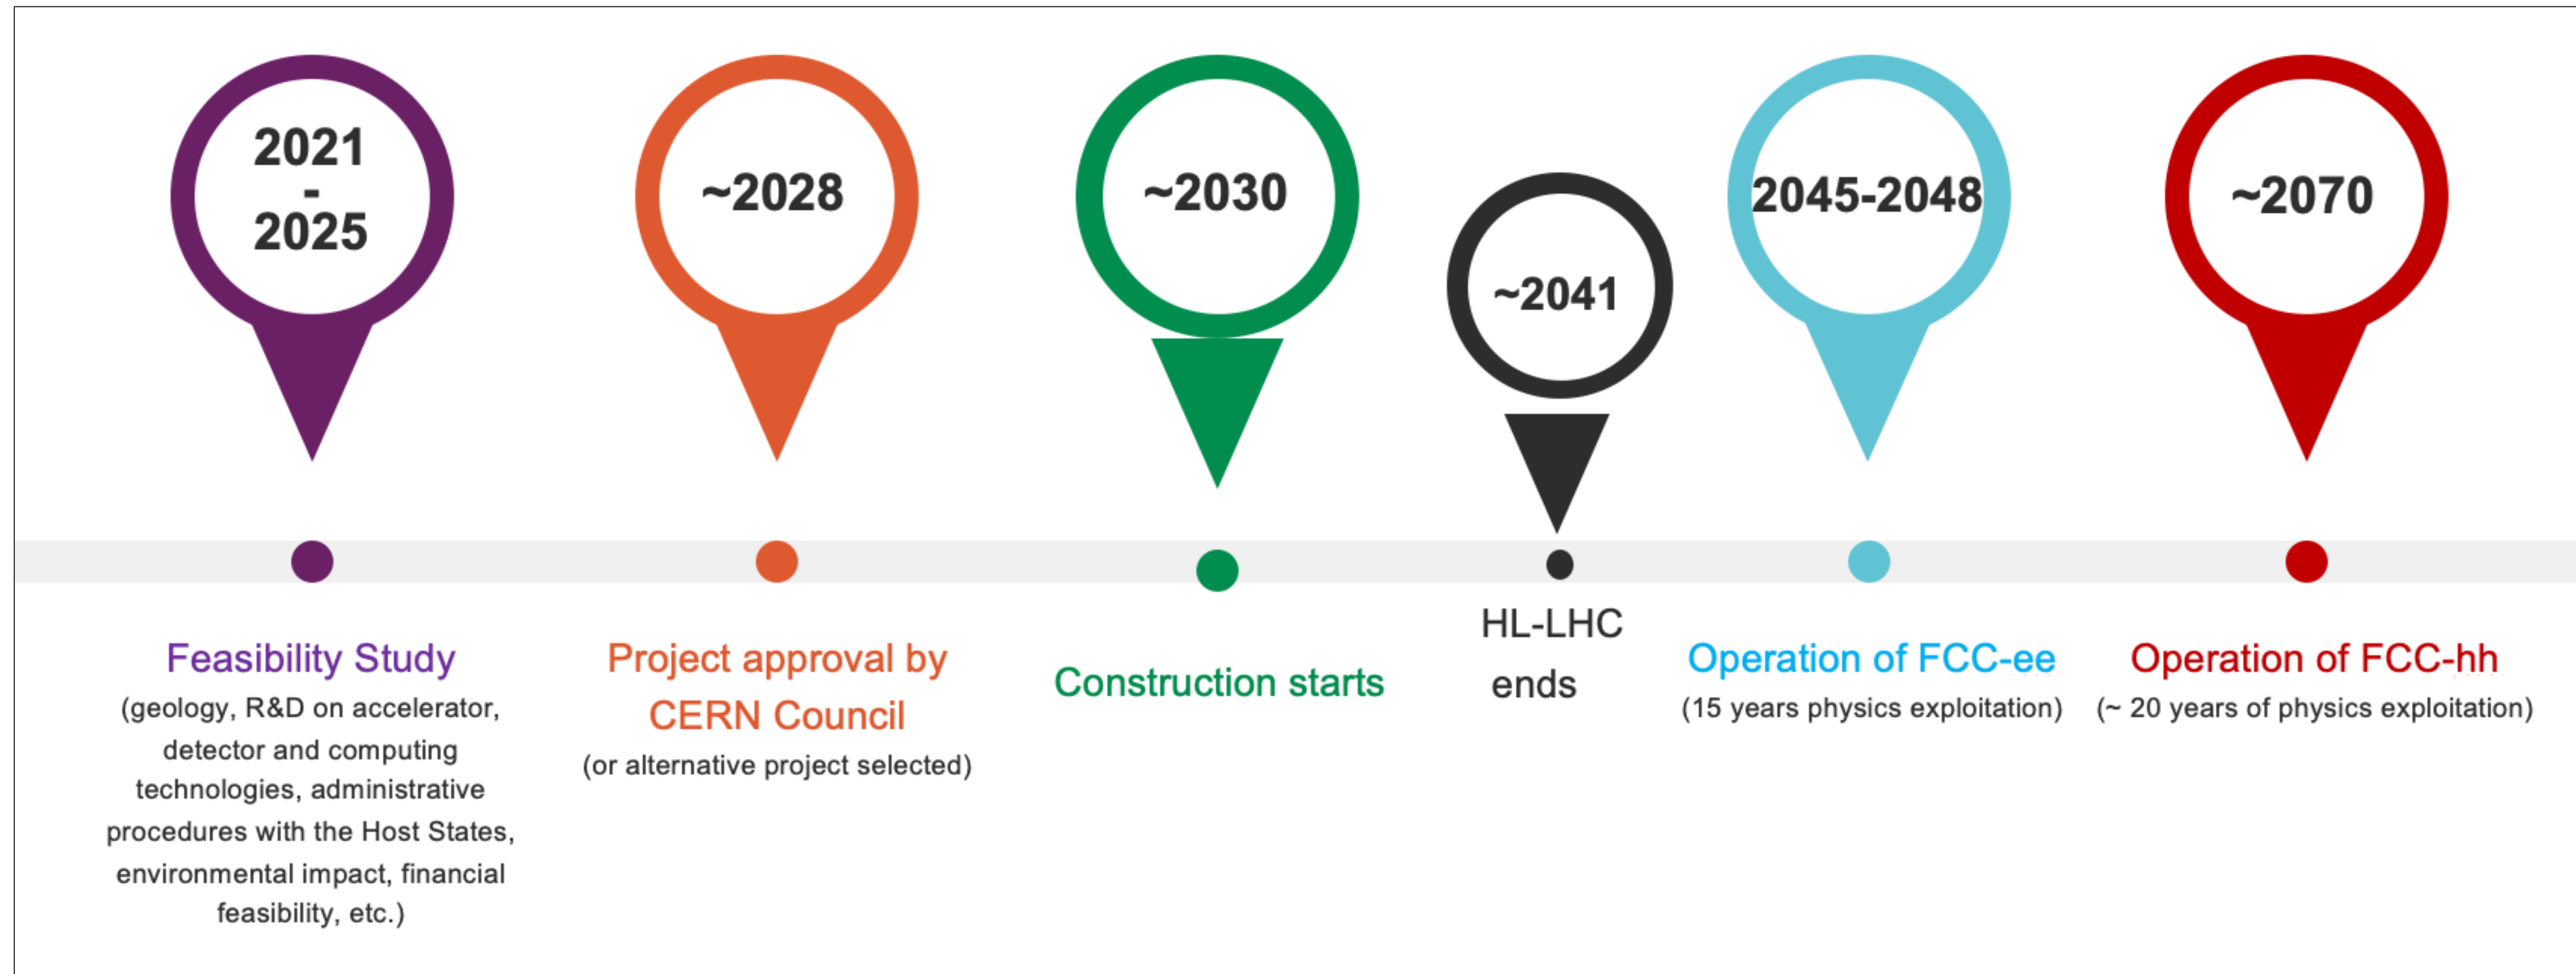 2021
-
2025
~2028
~2030
~2041
2045-2048
~2070
Feasibility Study
(geology, R&D on accelerator,
detector and computing
technologies, administrative
procedures with the Host States,
environmental impact, financial
feasibility, etc.)
Project approval by
CERN Council
(or alternative project selected)
Construction starts
HL-LHC
ends
Operation of FCC-ee
(15 years physics exploitation)
Operation of FCC-hh
(~ 20 years of physics exploitation)